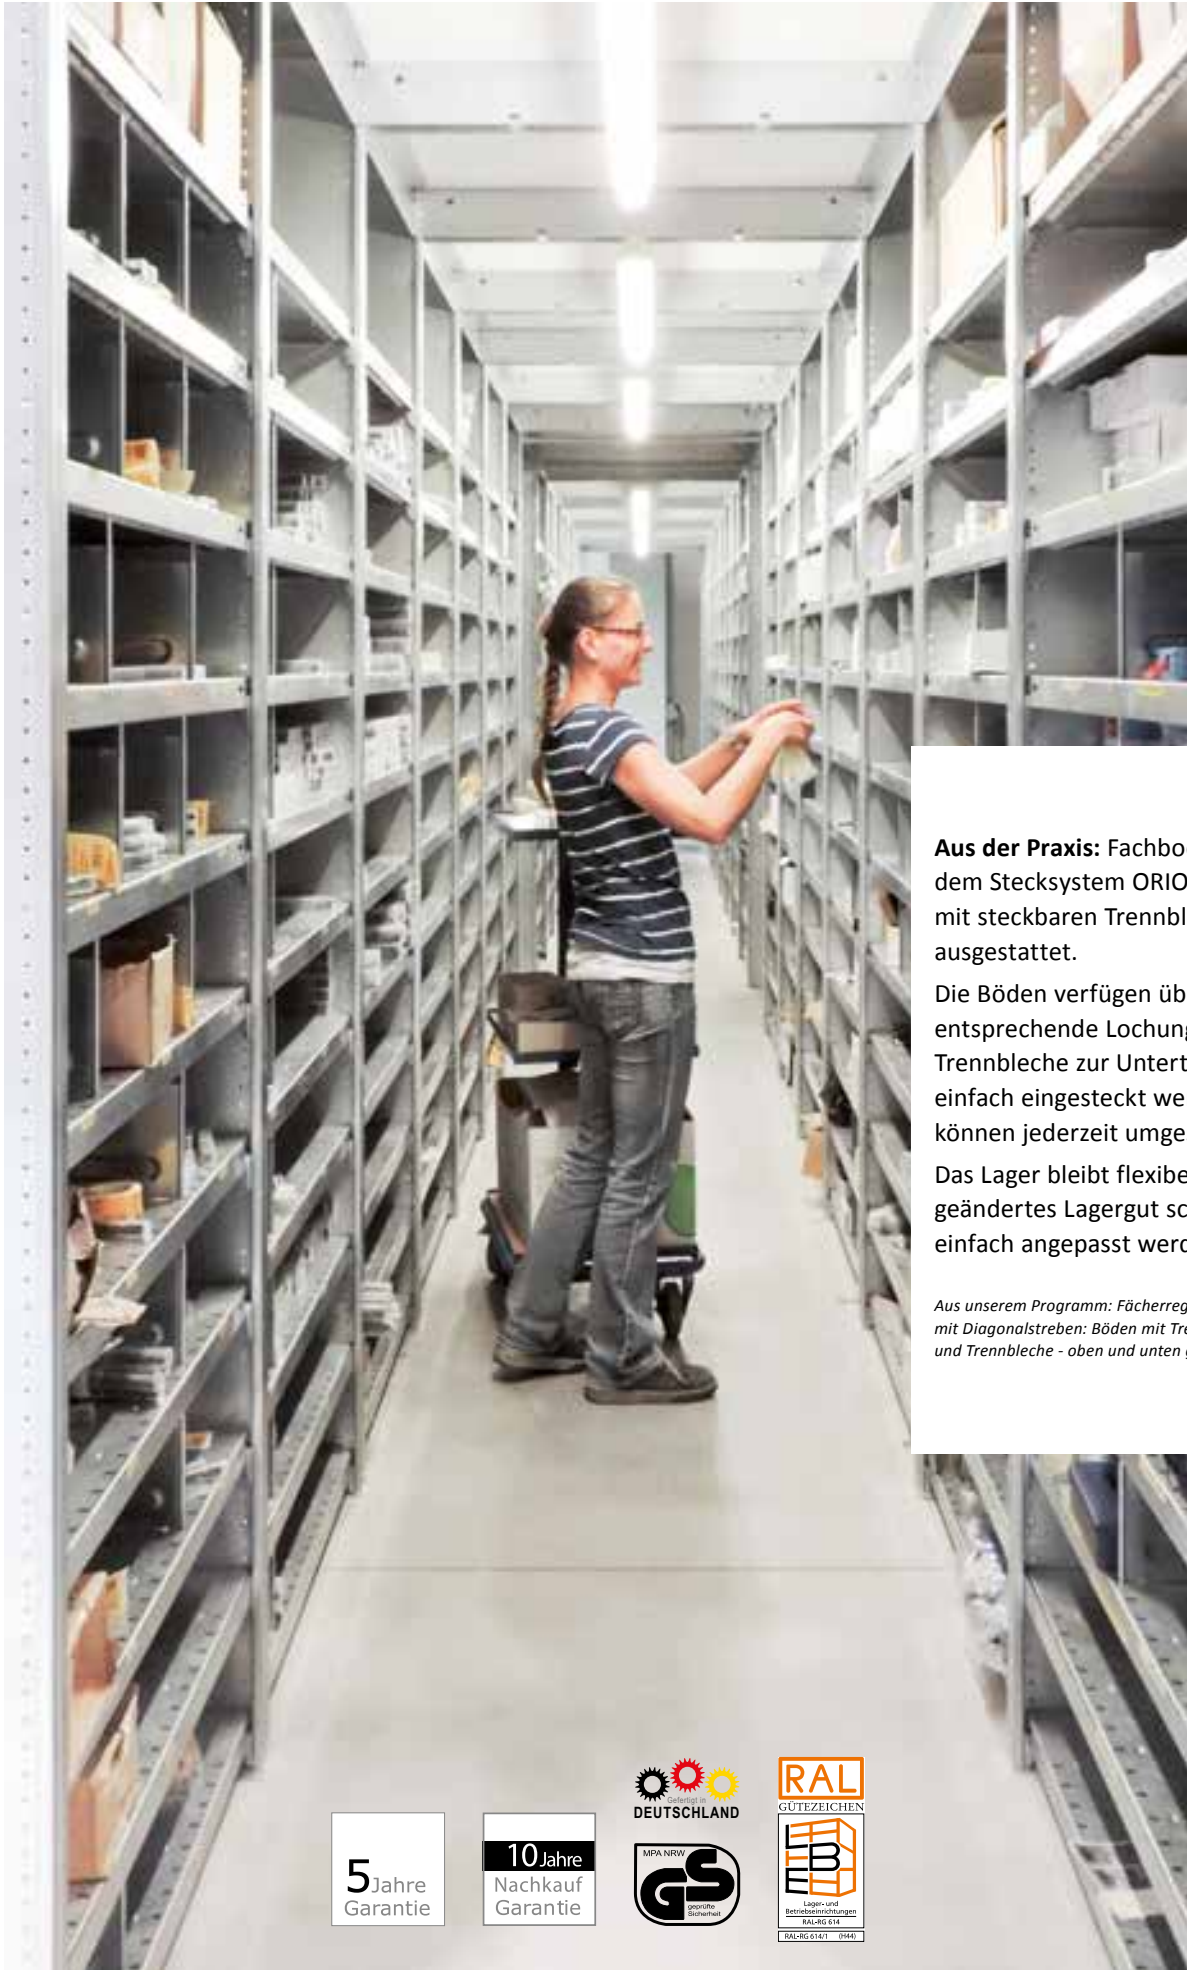 Aus der Praxis: Fachbo
dem Stecksystem ORIO
mit steckbaren Trennbl
ausgestattet.
Die Böden verfügen üb
entsprechende Lochung
Trennbleche zur Untert
einfach eingesteckt we
können jederzeit umge
Das Lager bleibt flexibe
geändertes Lagergut sc
einfach angepasst werd
Aus unserem Programm: Fächerreg
mit Diagonalstreben: Böden mit Tre
und Trennbleche - oben und unten g
5 Jahre
Garantie
10 Jahre
Nachkauf
Garantie
Gefertigt in
DEUTSCHLAND
MPA NRW
GS
geprüfte
Sicherheit
RAL
GÜTEZEICHEN
LBE
Lager- und
Betriebseinrichtungen
RAL-RG 614
RAL-RG 614/1 (H44)